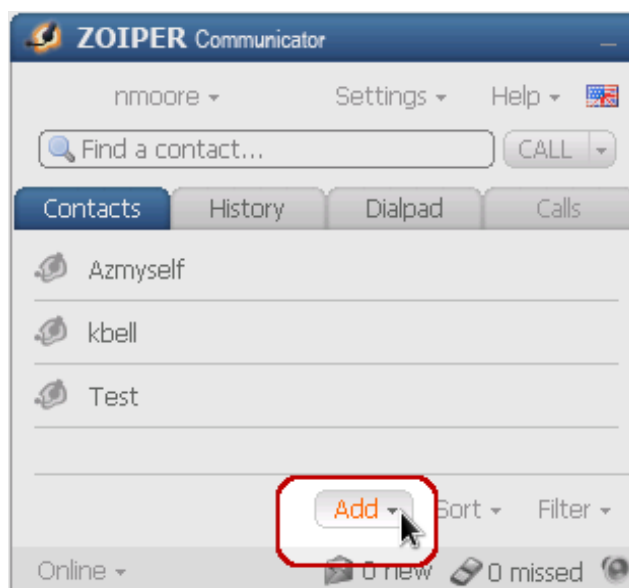 ZOIPER Communicator
nmoore Settings Help
Find a contact... CALL
Contacts History Dialpad Calls
Azmyself
kbell
Test
Add Sort Filter
Online 0 new 0 missed